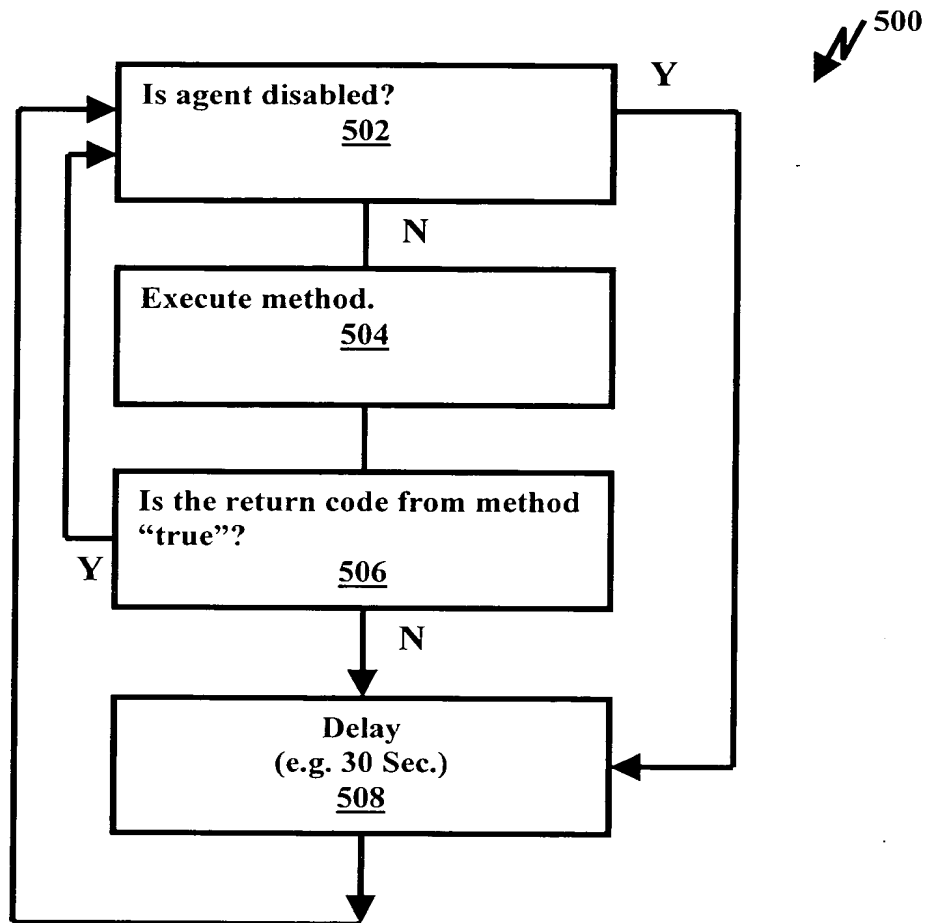 500
Is agent disabled?
Y
502
N
Execute method.
504
Is the return code from method
“true”?
Y
506
N
Delay
(e.g. 30 Sec.)
508